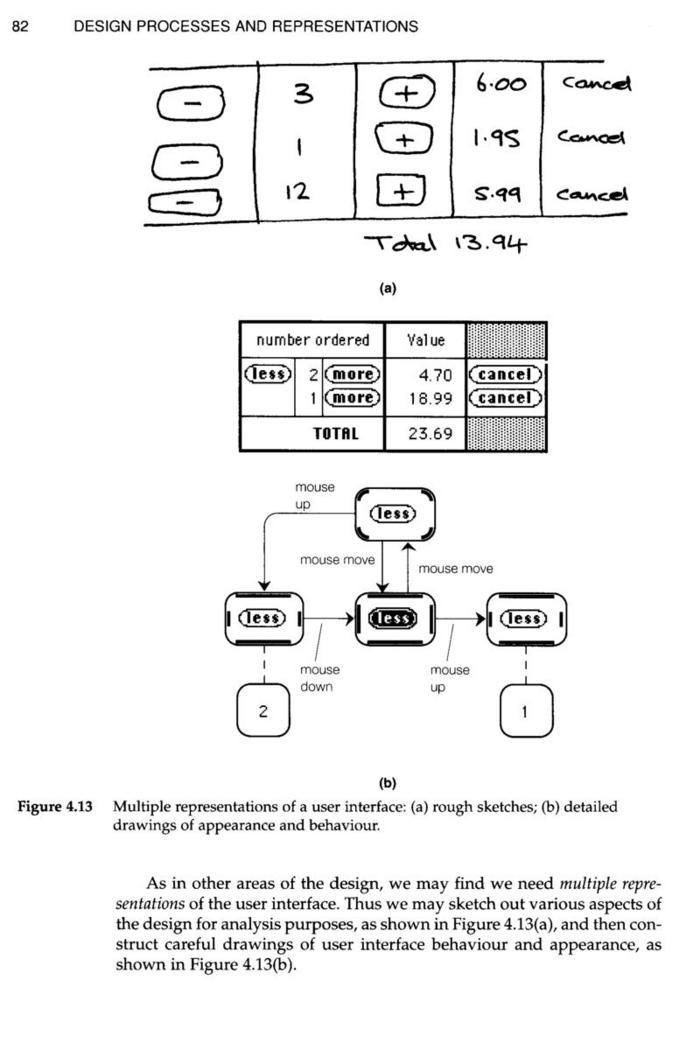 82 DESIGN PROCESSES AND REPRESENTATIONS
- 3 + 6.00 Cancel
- 1 + 1.95 Cancel
- 12 + 5.99 Cancel
Total 13.94
(a)
number ordered Value
less 2 more 4.70 cancel
1 more 18.99 cancel
TOTAL 23.69
mouse
up
less
mouse move
mouse move
less less less
mouse
down
mouse
up
2 1
(b)
Figure 4.13 Multiple representations of a user interface: (a) rough sketches; (b) detailed
drawings of appearance and behaviour.
As in other areas of the design, we may find we need multiple repre-
sentations of the user interface. Thus we may sketch out various aspects of
the design for analysis purposes, as shown in Figure 4.13(a), and then con-
struct careful drawings of user interface behaviour and appearance, as
shown in Figure 4.13(b).